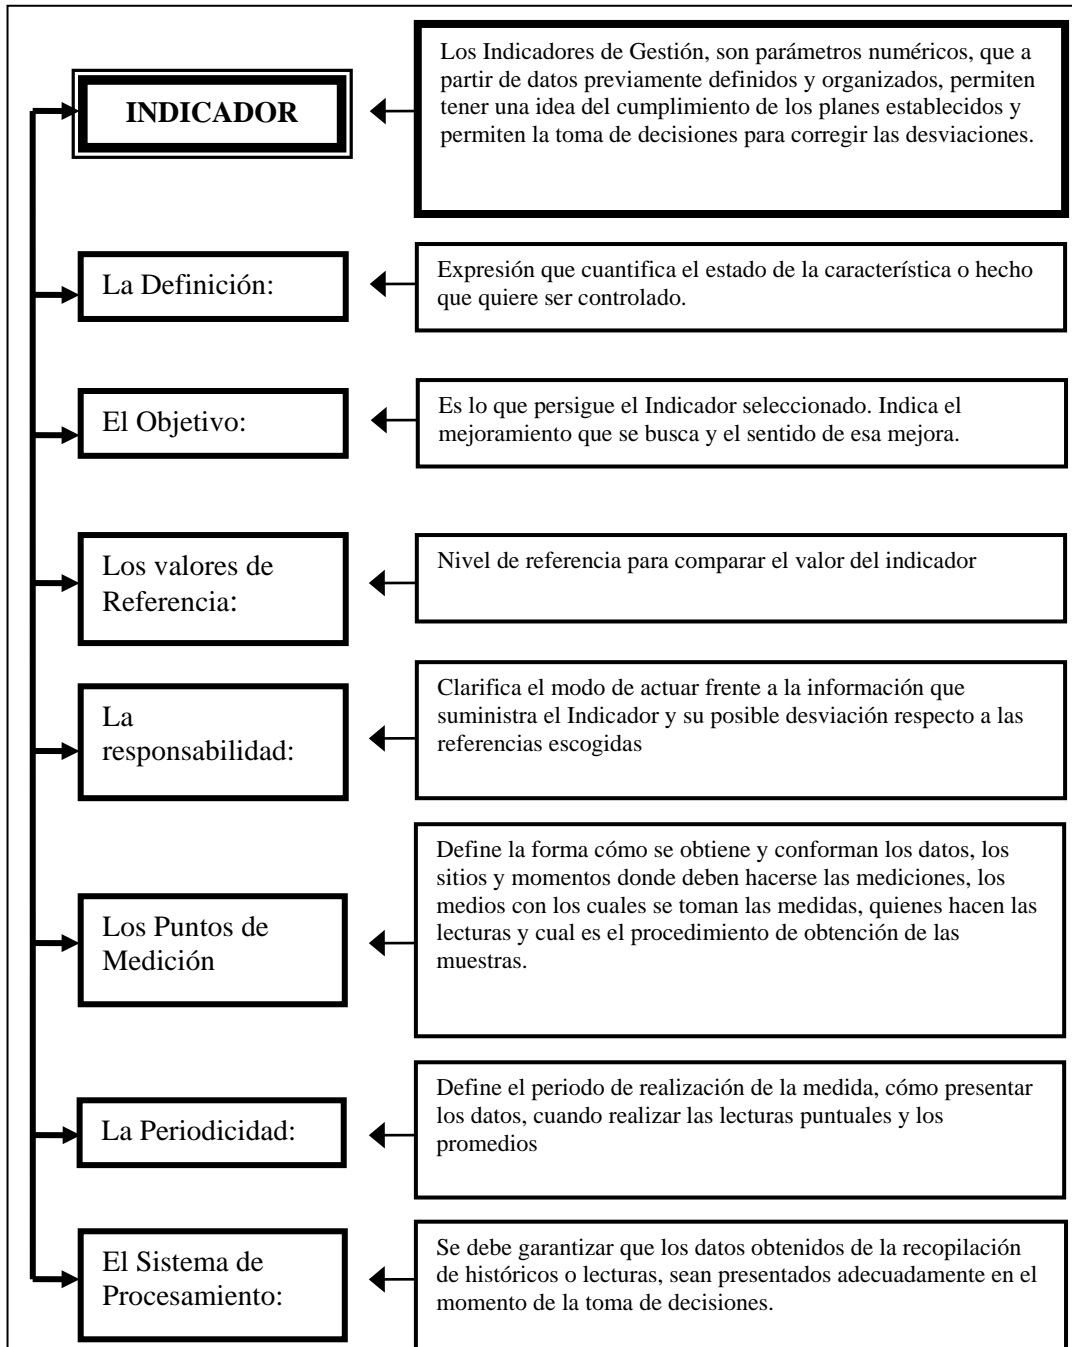 INDICADOR
Los Indicadores de Gestión, son parámetros numéricos, que a
partir de datos previamente definidos y organizados, permiten
tener una idea del cumplimiento de los planes establecidos y
permiten la toma de decisiones para corregir las desviaciones.
La Definición:
Expresión que cuantifica el estado de la característica o hecho
que quiere ser controlado.
El Objetivo:
Es lo que persigue el Indicador seleccionado. Indica el
mejoramiento que se busca y el sentido de esa mejora.
Los valores de
Referencia:
Nivel de referencia para comparar el valor del indicador
La
responsabilidad:
Clarifica el modo de actuar frente a la información que
suministra el Indicador y su posible desviación respecto a las
referencias escogidas
Los Puntos de
Medición
Define la forma cómo se obtiene y conforman los datos, los
sitios y momentos donde deben hacerse las mediciones, los
medios con los cuales se toman las medidas, quienes hacen las
lecturas y cual es el procedimiento de obtención de las
muestras.
La Periodicidad:
Define el periodo de realización de la medida, cómo presentar
los datos, cuando realizar las lecturas puntuales y los
promedios
El Sistema de
Procesamiento:
Se debe garantizar que los datos obtenidos de la recopilación
de históricos o lecturas, sean presentados adecuadamente en el
momento de la toma de decisiones.